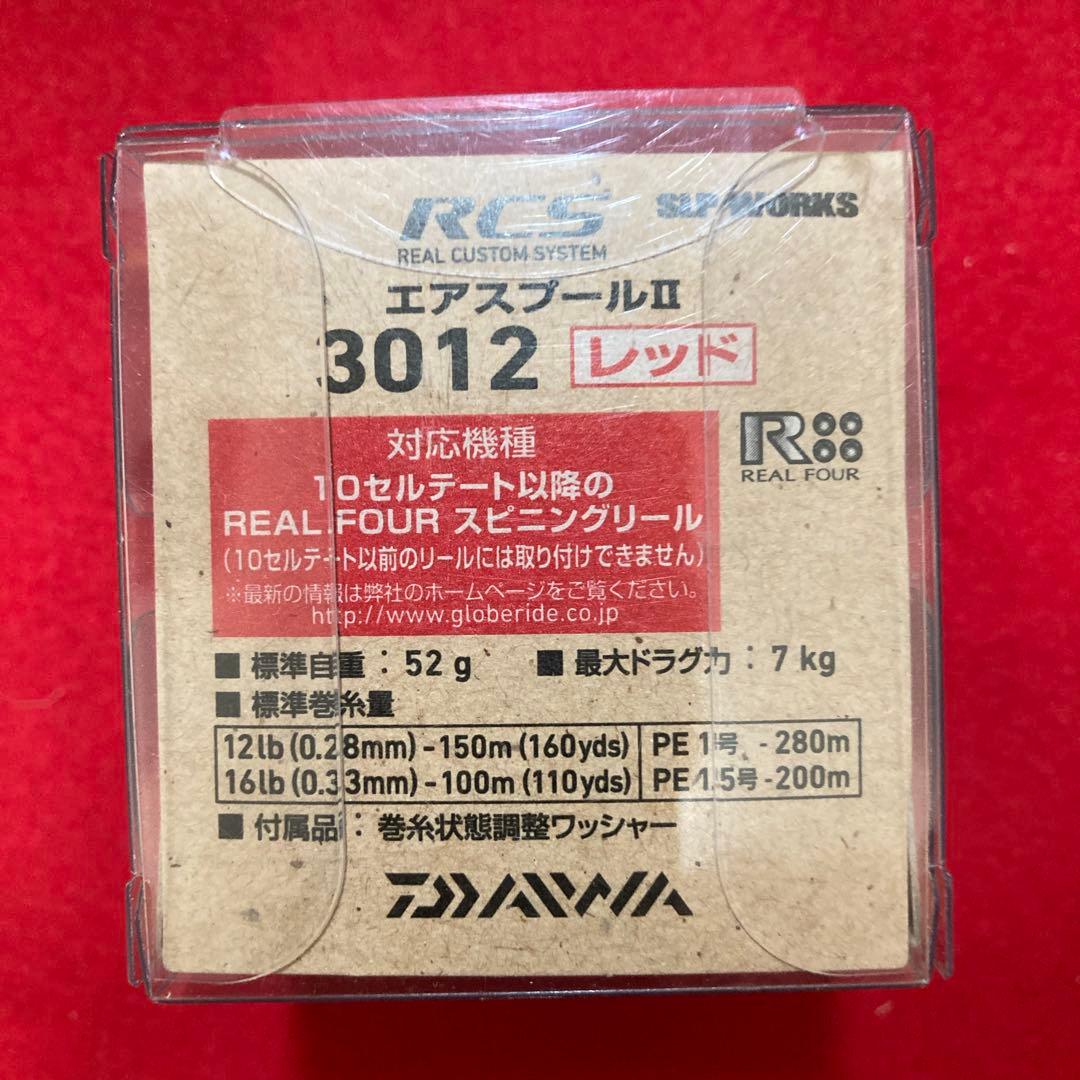 RCS SLP WORKS
REAL CUSTOM SYSTEM
エアスプールⅡ
3012 レッド
対応機種
10セルテート以降の
REAL FOUR スピニングリール
(10セルテート以前のリールには取り付けできません)
※最新の情報は弊社のホームページをご覧ください。
http://www.globeride.co.jp
R
REAL FOUR
■ 標準自重：52g ■ 最大ドラグ力：7kg
■ 標準巻糸量
12lb (0.28mm) -150m (160yds) PE 1号 -280m
16lb (0.33mm) -100m (110yds) PE 1.5号 -200m
■ 付属品：巻糸状態調整ワッシャー
DAIWA